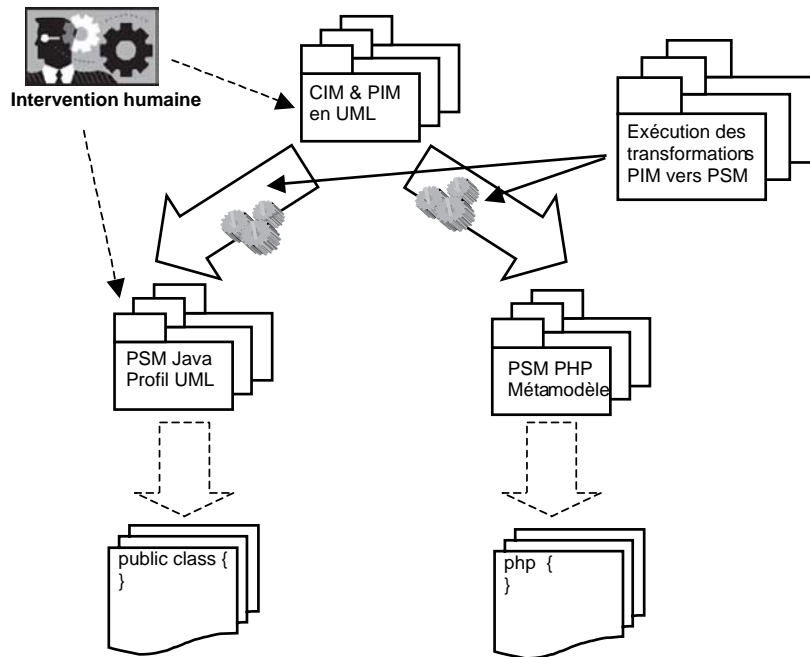 Intervention humaine
CIM & PIM
en UML
Exécution des
transformations
PIM vers PSM
PSM Java
Profil UML
PSM PHP
Métamodèle
public class {
}
php {
}